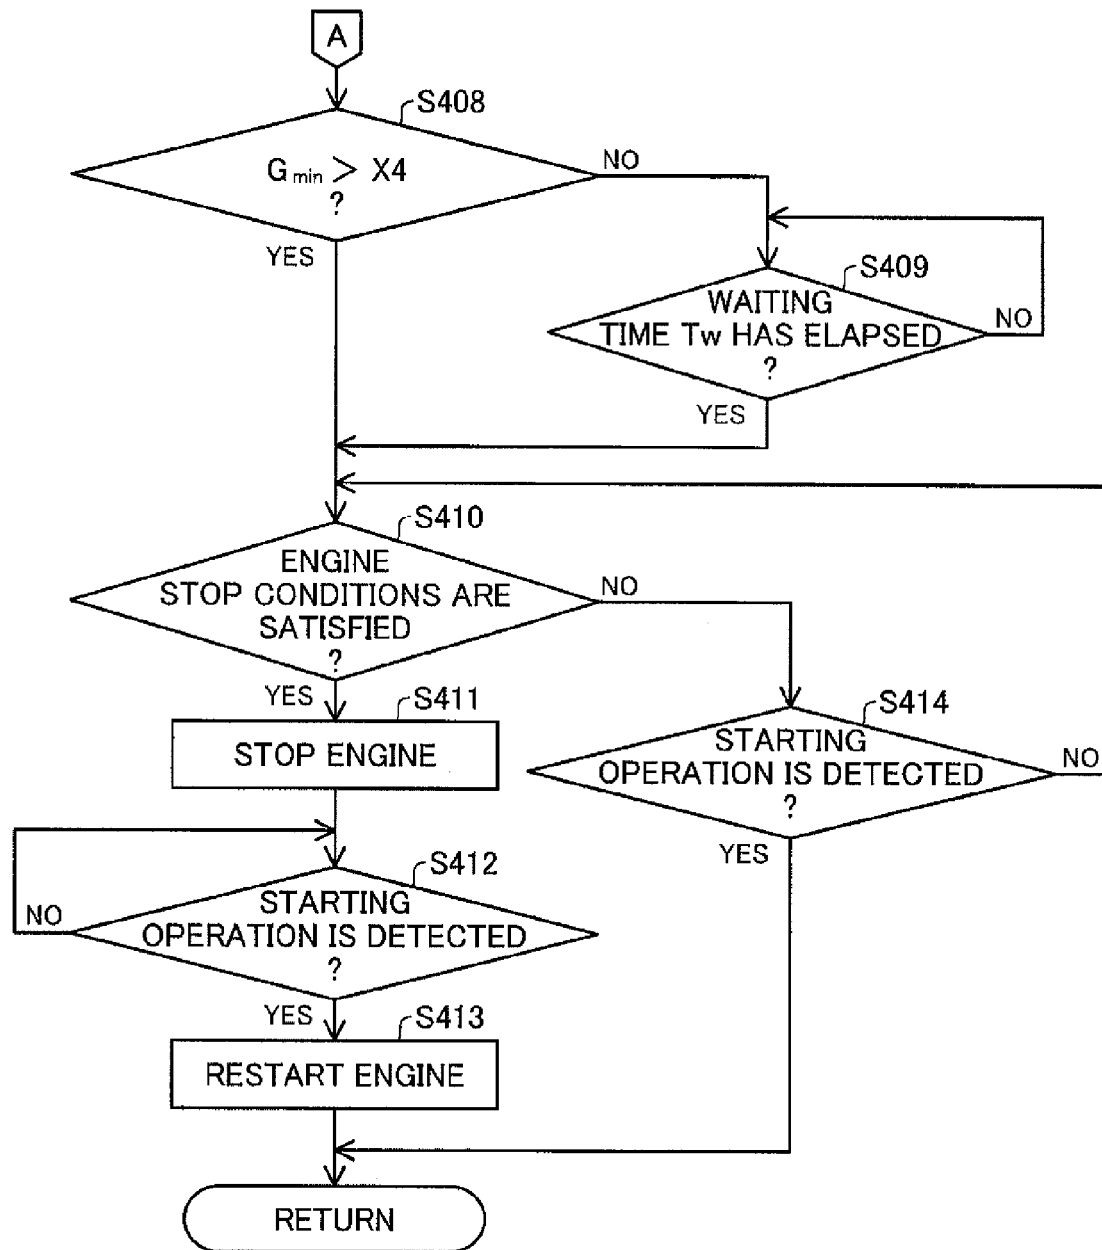 A
S408
Gmin > X4
?
NO
YES
S409
WAITING
TIME Tw HAS ELAPSED
?
NO
YES
S410
ENGINE
STOP CONDITIONS ARE
SATISFIED
?
NO
YES
S411
STOP ENGINE
S414
STARTING
OPERATION IS DETECTED
?
NO
YES
S412
STARTING
OPERATION IS DETECTED
?
NO
YES
S413
RESTART ENGINE
RETURN